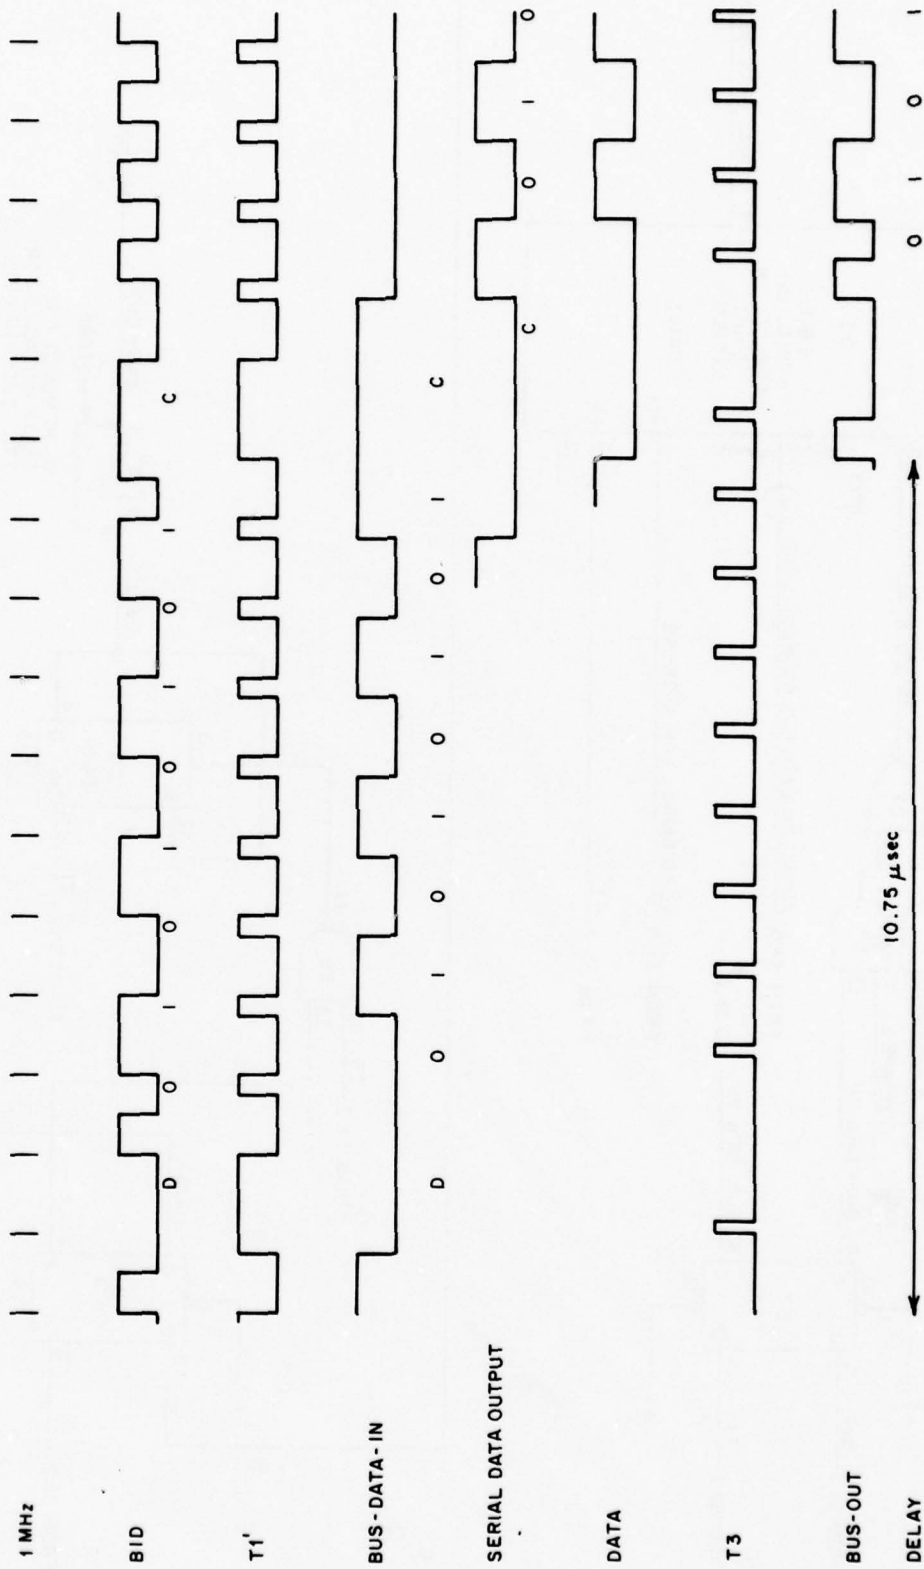 1 MHz
BID
D 0 1 0 1 0 1 0 1 C
T1'
BUS-DATA-IN
D 0 1 0 1 0 1 0 1 C
SERIAL DATA OUTPUT
C 0 1 0
DATA
T3
BUS-OUT
10.75 μsec
DELAY 0 1 0 1